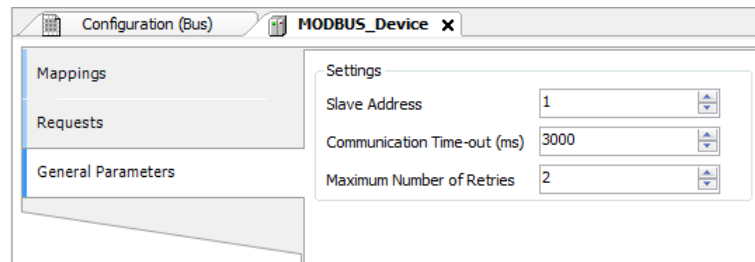 Configuration (Bus)
MODBUS_Device X
Mappings
Requests
General Parameters
Settings
Slave Address 1
Communication Time-out (ms) 3000
Maximum Number of Retries 2